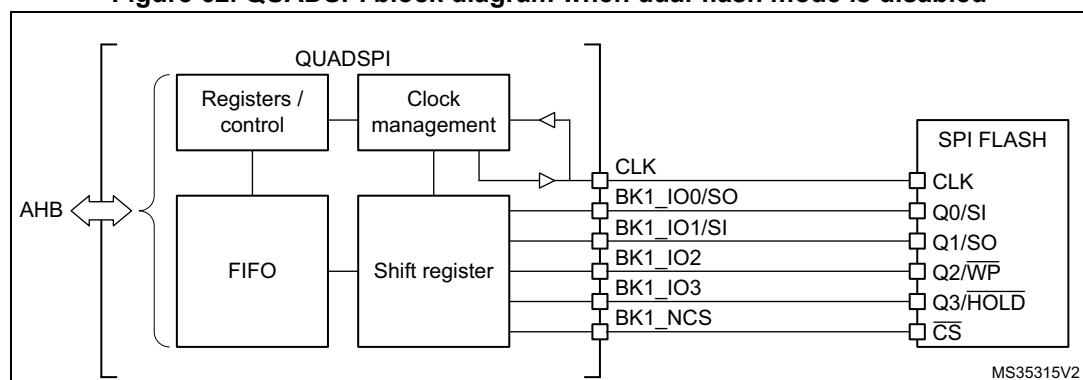 Figure 62. QUADSPI block diagram when dual-flash mode is disabled
QUADSPI
Registers /
control
Clock
management
SPI FLASH
CLK
CLK
BK1_IO0/SO
Q0/SI
AHB
BK1_IO1/SI
Q1/SO
FIFO
Shift register
BK1_IO2
Q2/WP
BK1_IO3
Q3/HOLD
BK1_NCS
CS
MS35315V2